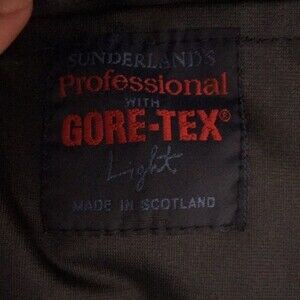 SUNDERLAND'S
Professional
WITH
GORE-TEX®
Light
MADE IN SCOTLAND